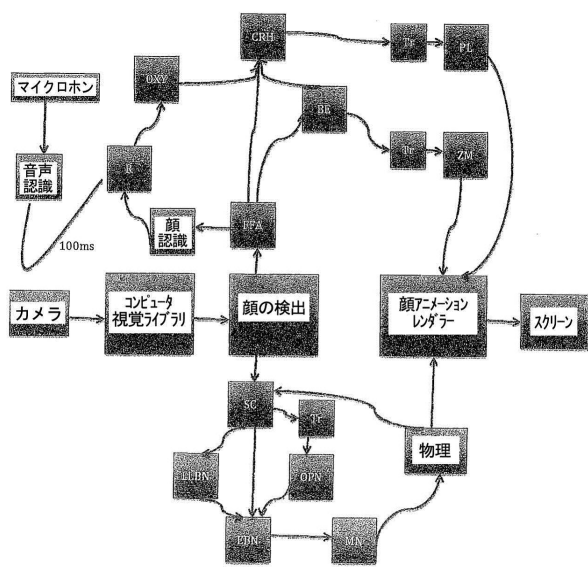 CRH
Tr
PL
マイクロホン
OXY
BE
音声
認識
R
Tr
ZM
顔
認識
FFA
100ms
カメラ
コンピュータ
視覚ライブラリ
顔の検出
顔アニメーション
レンダラー
スクリーン
SC
Tr
物理
LLBN
OPN
EBN
MN